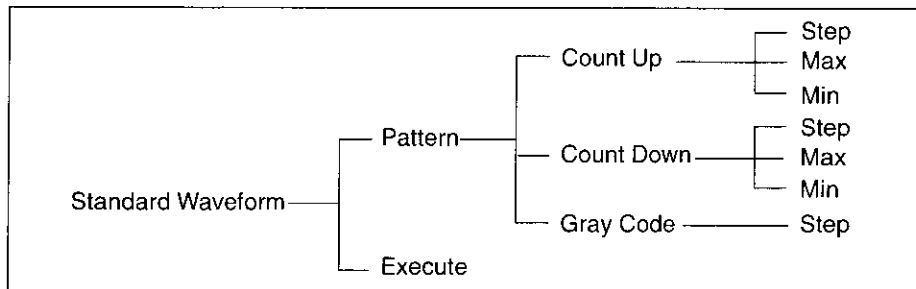 Step
Count Up
Max
Min
Step
Pattern
Count Down
Max
Min
Standard Waveform
Gray Code
Step
Execute